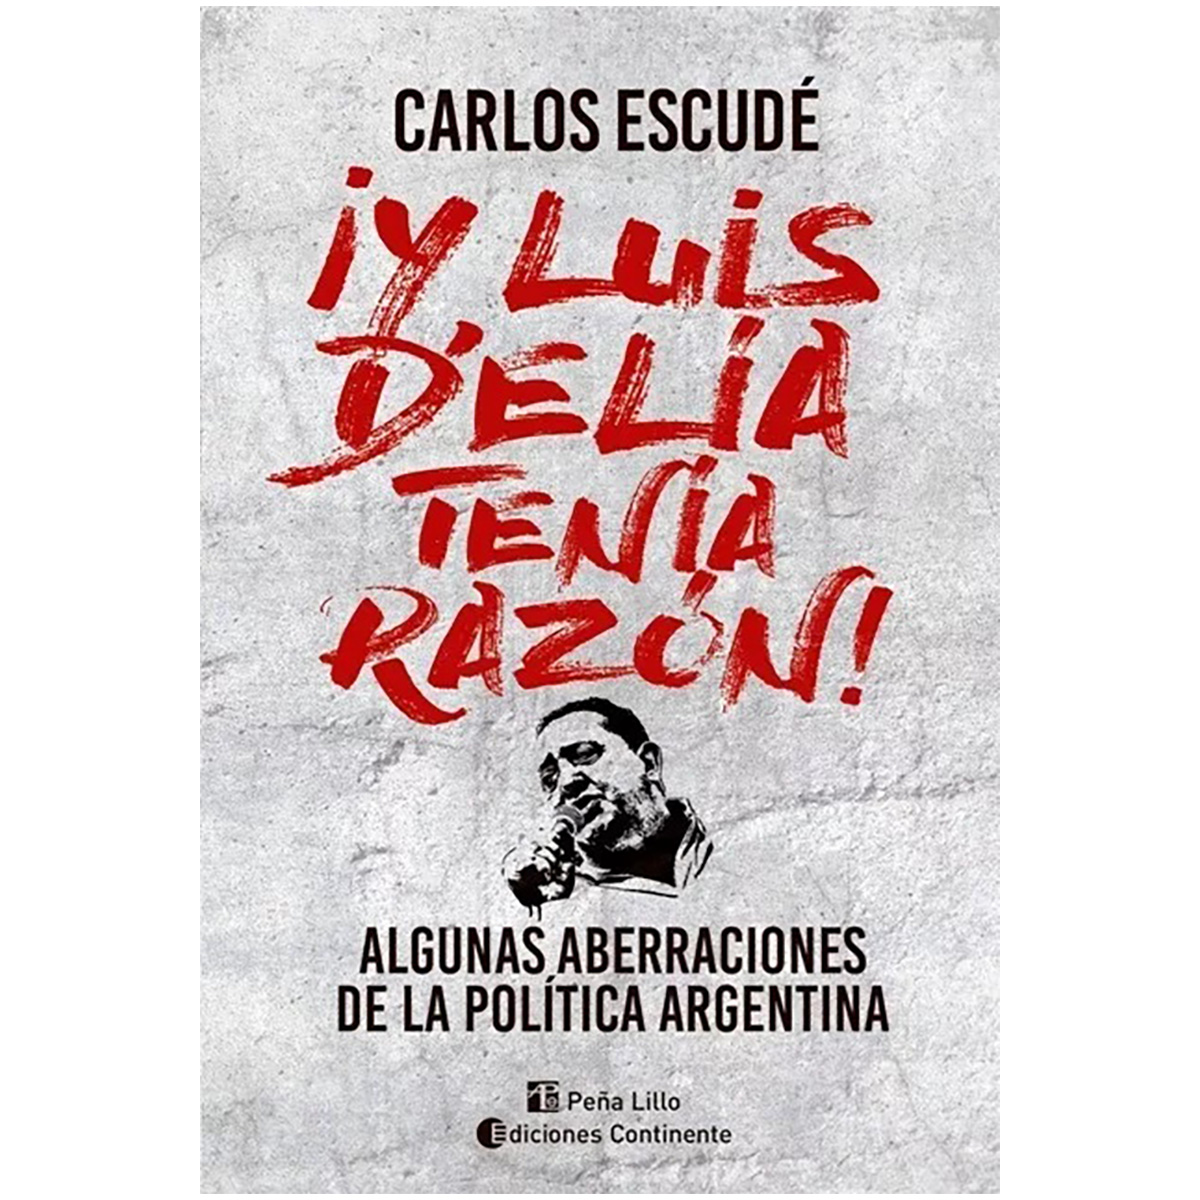 CARLOS ESCUDÉ
¡Y LUIS
D'ELÍA
TENÍA
RAZÓN!
ALGUNAS ABERRACIONES
DE LA POLÍTICA ARGENTINA
Peña Lillo
Ediciones Continente